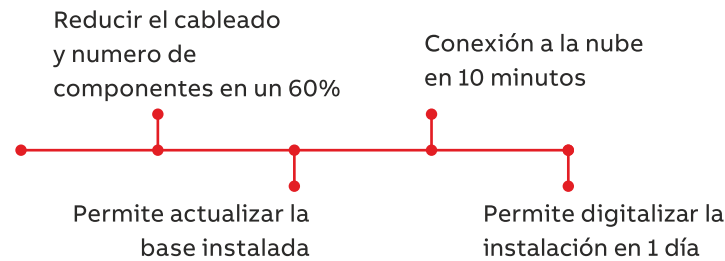 Reducir el cableado
y numero de
componentes en un 60%
Permite actualizar la
base instalada
Conexión a la nube
en 10 minutos
Permite digitalizar la
instalación en 1 día